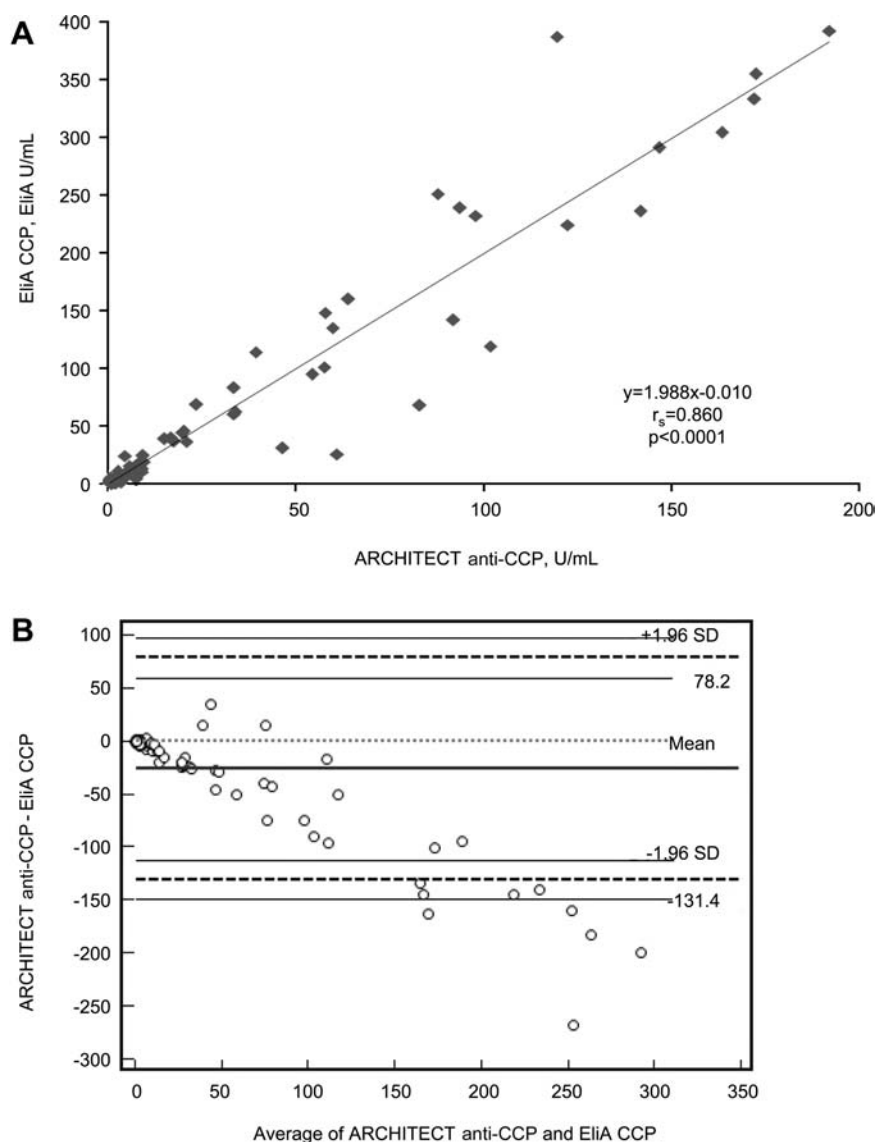 A
400
350
300
250
200
150
100
50
0
EliA CCP, EliA U/mL
y=1.988x-0.010
rs=0.860
p<0.0001
0 50 100 150 200
ARCHITECT anti-CCP, U/mL
B
100
50
0
-50
-100
-150
-200
-250
-300
ARCHITECT anti-CCP - EliA CCP
+1.96 SD
78.2
Mean
-1.96 SD
-131.4
0 50 100 150 200 250 300 350
Average of ARCHITECT anti-CCP and EliA CCP